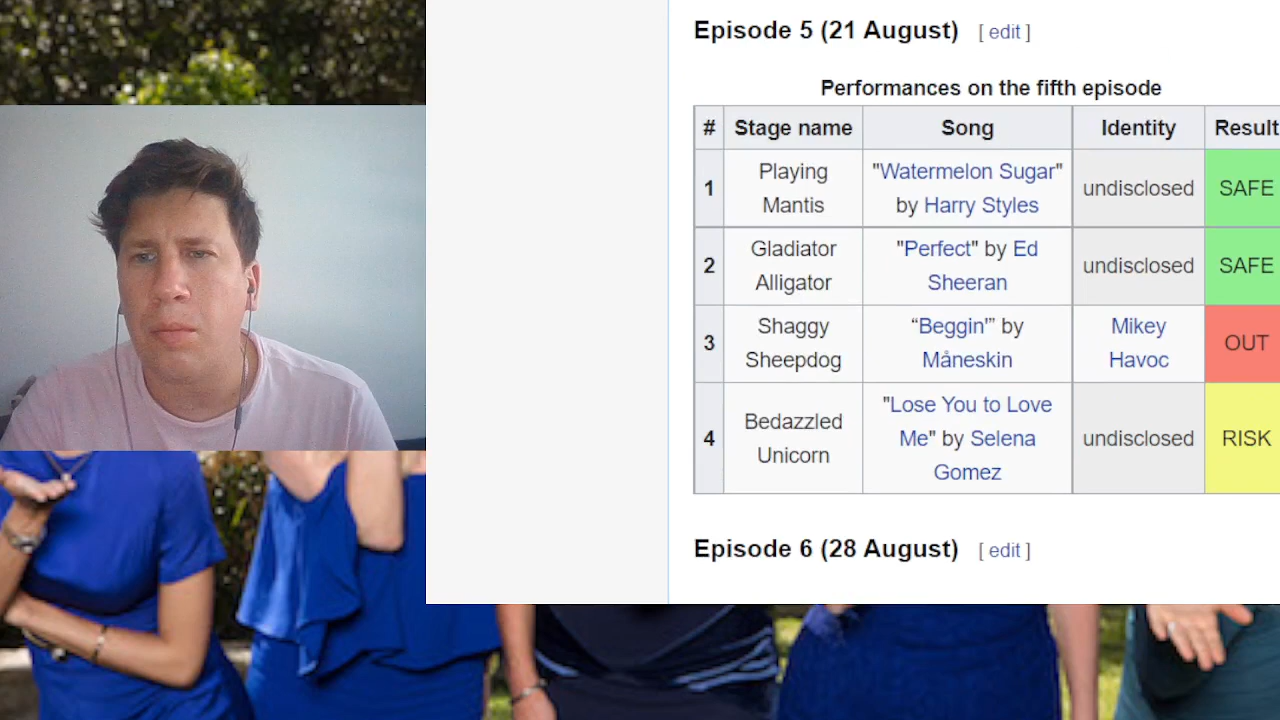 Episode 5 (21 August) [ edit ]
Performances on the fifth episode
# Stage name Song Identity Result
1 Playing Mantis "Watermelon Sugar" by Harry Styles undisclosed SAFE
2 Gladiator Alligator "Perfect" by Ed Sheeran undisclosed SAFE
3 Shaggy Sheepdog “Beggin'” by Måneskin Mikey Havoc OUT
4 Bedazzled Unicorn "Lose You to Love Me" by Selena Gomez undisclosed RISK
Episode 6 (28 August) [ edit ]